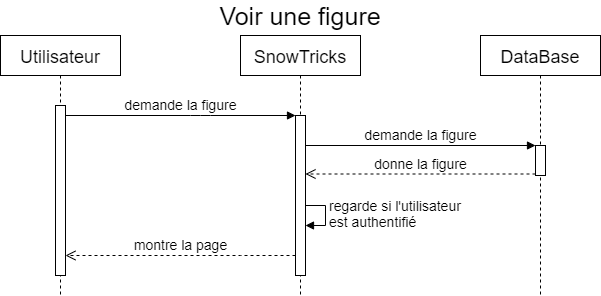 Voir une figure
Utilisateur
SnowTricks
DataBase
demande la figure
demande la figure
donne la figure
regarde si l'utilisateur
est authentifié
montre la page